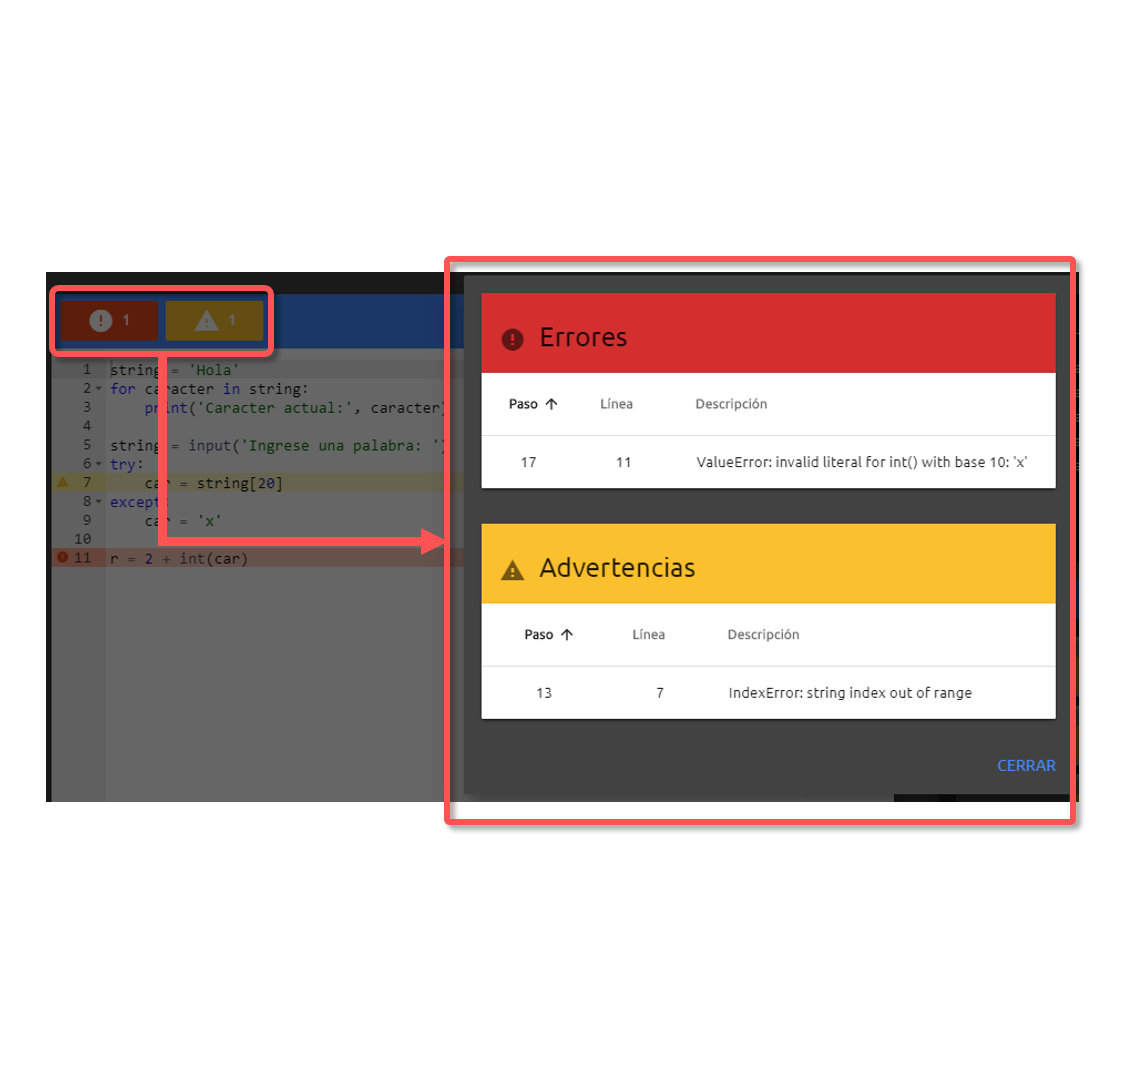 1 1
1 string = 'Hola'
2 for caracter in string:
3 print('Caracter actual:', caracter)
4
5 string = input('Ingrese una palabra: ')
6 try:
7 car = string[20]
8 except:
9 car = 'x'
10
11 r = 2 + int(car)
Errores
Paso Línea Descripción
17 11 ValueError: invalid literal for int() with base 10: 'x'
Advertencias
Paso Línea Descripción
13 7 IndexError: string index out of range
CERRAR